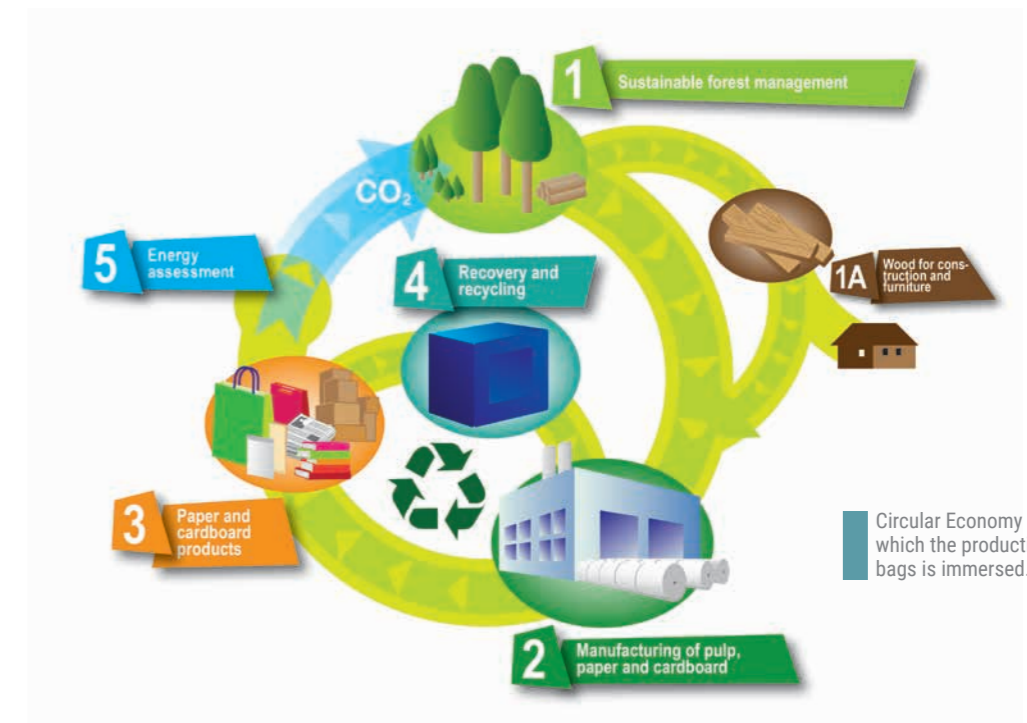 1
Sustainable forest management
CO₂
5
Energy
assessment
4
Recovery and
recycling
1A
Wood for cons-
truction and
furniture
3
Paper and
cardboard
products
Circular Economy
which the product
bags is immersed.
2
Manufacturing of pulp,
paper and cardboard